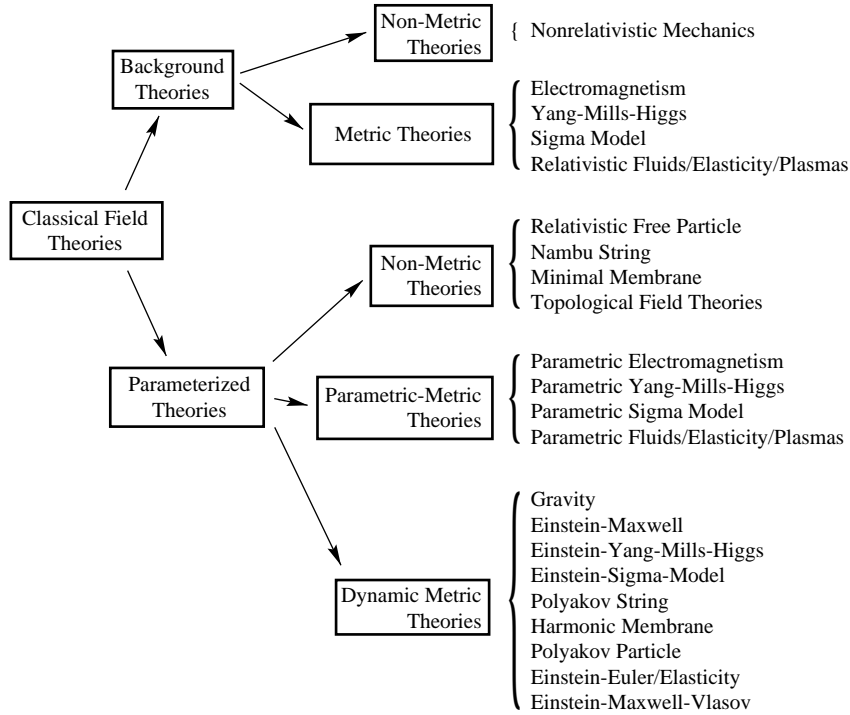 Non-Metric
Theories
{ Nonrelativistic Mechanics
Background
Theories
Metric Theories
Electromagnetism
Yang-Mills-Higgs
Sigma Model
Relativistic Fluids/Elasticity/Plasmas
Classical Field
Theories
Non-Metric
Theories
Relativistic Free Particle
Nambu String
Minimal Membrane
Topological Field Theories
Parameterized
Theories
Parametric-Metric
Theories
Parametric Electromagnetism
Parametric Yang-Mills-Higgs
Parametric Sigma Model
Parametric Fluids/Elasticity/Plasmas
Dynamic Metric
Theories
Gravity
Einstein-Maxwell
Einstein-Yang-Mills-Higgs
Einstein-Sigma-Model
Polyakov String
Harmonic Membrane
Polyakov Particle
Einstein-Euler/Elasticity
Einstein-Maxwell-Vlasov